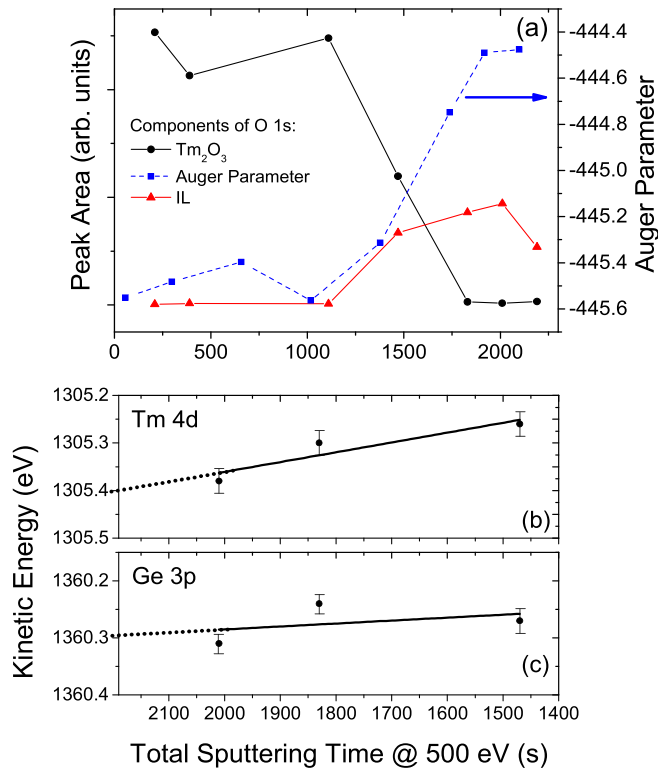 (a)
-444.4
-444.6
-444.8
-445.0
-445.2
-445.4
-445.6
Peak Area (arb. units)
Auger Parameter
Components of O 1s:
Tm₂O₃
Auger Parameter
IL
0 500 1000 1500 2000
Kinetic Energy (eV)
1305.2
1305.3
1305.4
1305.5
Tm 4d
(b)
1360.2
1360.3
1360.4
Ge 3p
(c)
2100 2000 1900 1800 1700 1600 1500 1400
Total Sputtering Time @ 500 eV (s)